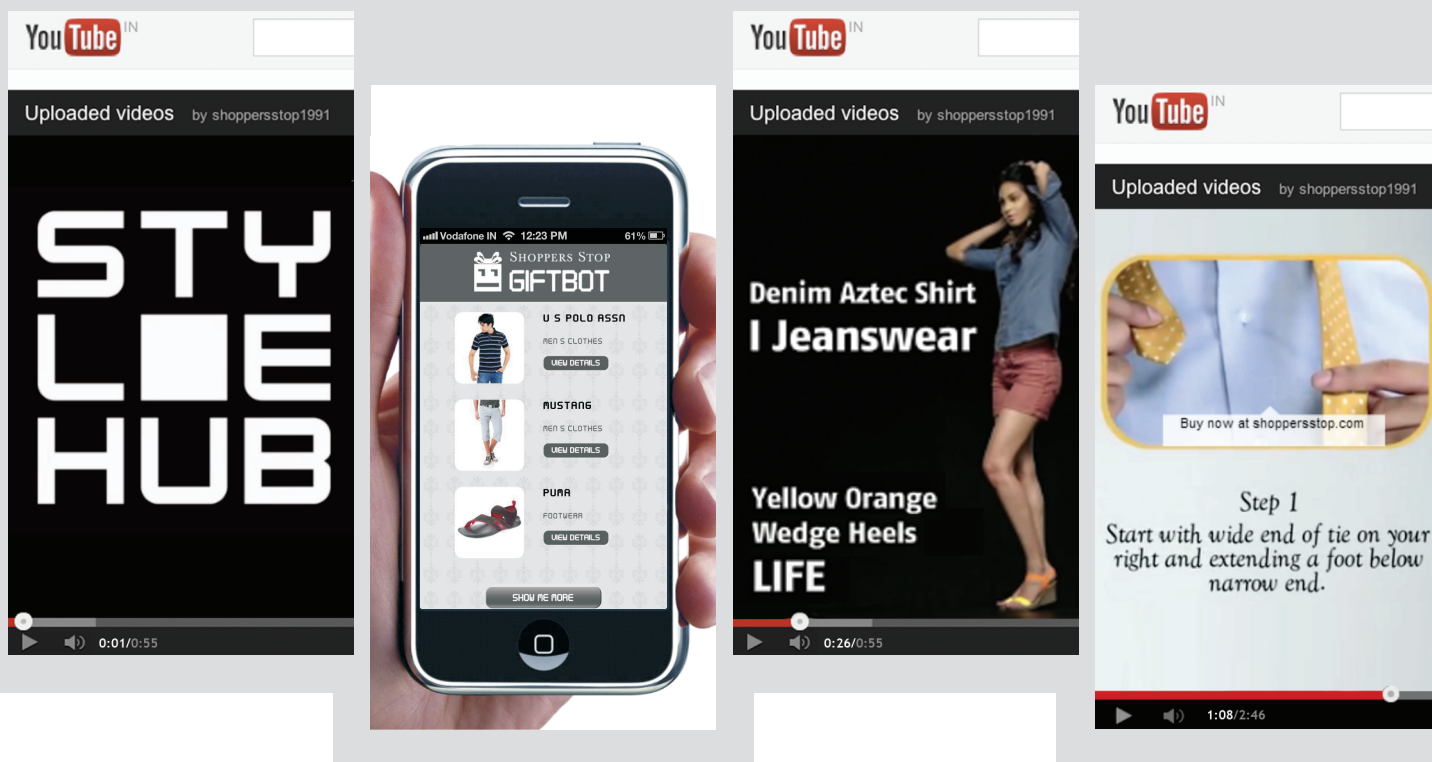 YouTube IN
Uploaded videos by shoppersstop1991
STY
L■E
HUB
0:01/0:55
Vodafone IN 12:23 PM 61%
SHOPPERS STOP
GIFTBOT
U S POLO ASSN
MEN S CLOTHES
VIEW DETAILS
MUSTANG
MEN S CLOTHES
VIEW DETAILS
PUMA
FOOTWEAR
VIEW DETAILS
SHOW ME MORE
YouTube IN
Uploaded videos by shoppersstop1991
Denim Aztec Shirt
I Jeanswear
Yellow Orange
Wedge Heels
LIFE
0:26/0:55
YouTube IN
Uploaded videos by shoppersstop1991
Buy now at shoppersstop.com
Step 1
Start with wide end of tie on your
right and extending a foot below
narrow end.
1:08/2:46